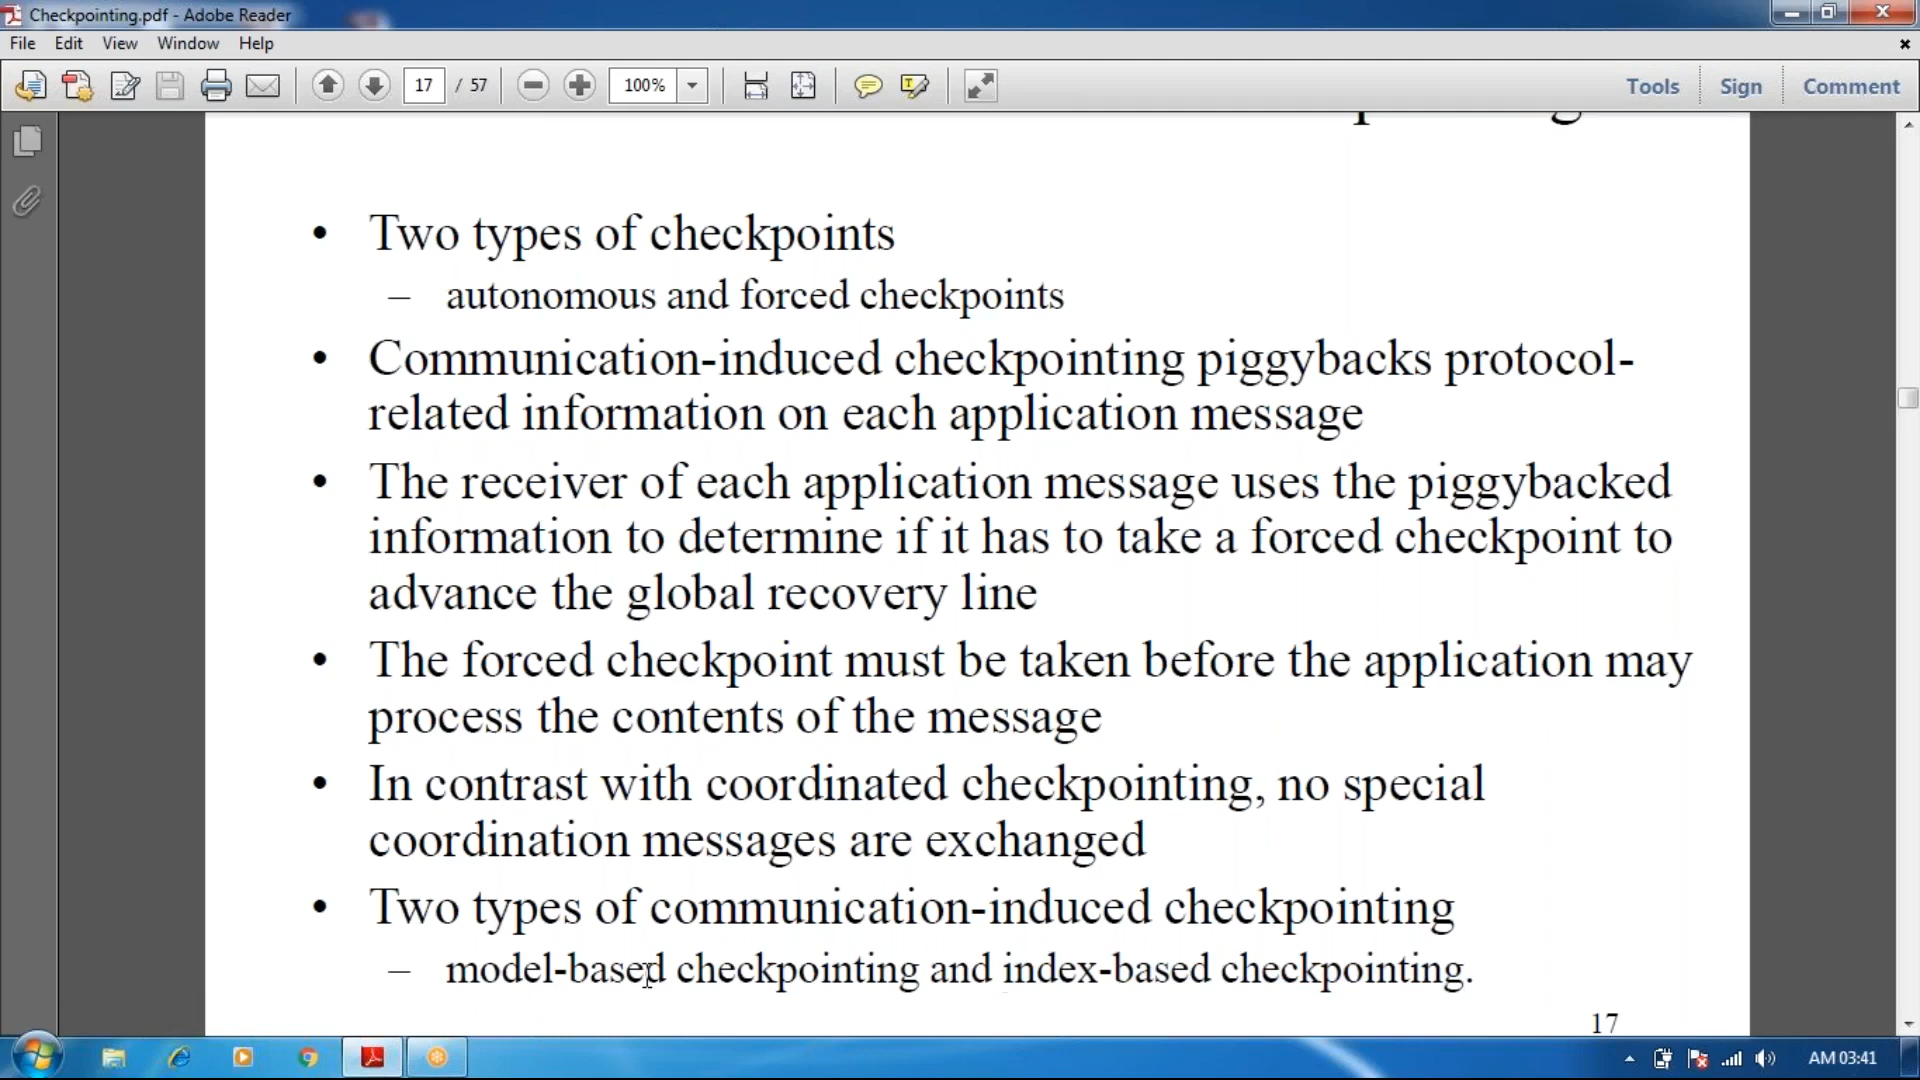 Checkpointing.pdf - Adobe Reader
File Edit View Window Help
17 / 57 100% Tools Sign Comment
• Two types of checkpoints
– autonomous and forced checkpoints
• Communication-induced checkpointing piggybacks protocol-
related information on each application message
• The receiver of each application message uses the piggybacked
information to determine if it has to take a forced checkpoint to
advance the global recovery line
• The forced checkpoint must be taken before the application may
process the contents of the message
• In contrast with coordinated checkpointing, no special
coordination messages are exchanged
• Two types of communication-induced checkpointing
– model-based checkpointing and index-based checkpointing.
17
AM 03:41